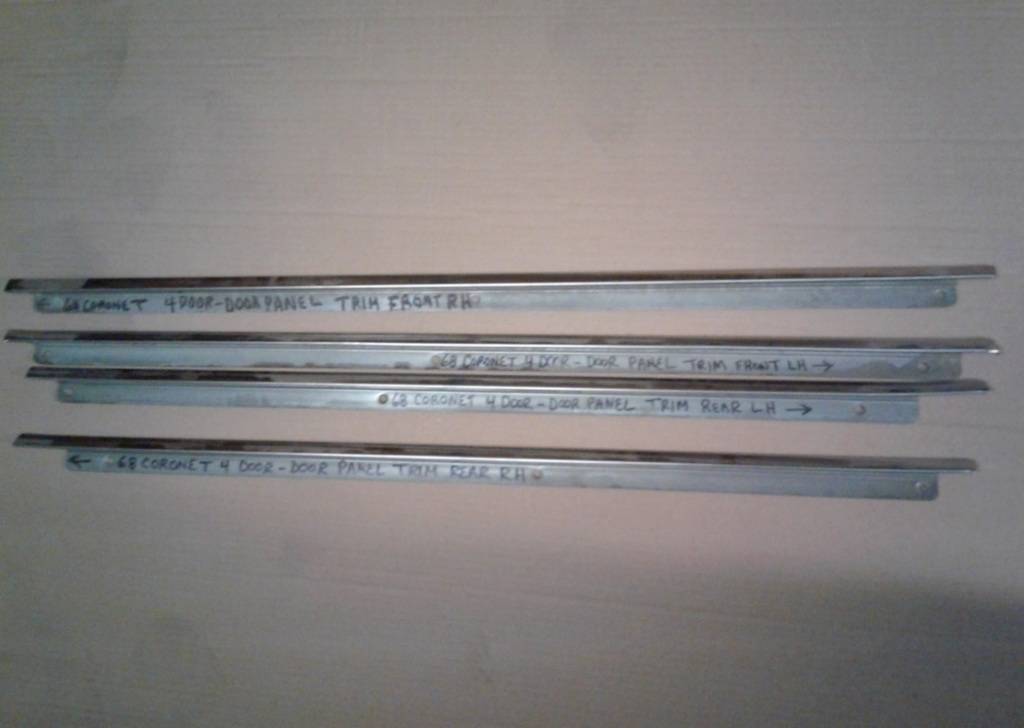 ← 68 CORONET 4 DOOR-DOOR PANEL TRIM FRONT RH
68 CORONET 4 DOOR-DOOR PANEL TRIM FRONT LH →
68 CORONET 4 DOOR-DOOR PANEL TRIM REAR LH →
← 68 CORONET 4 DOOR-DOOR PANEL TRIM REAR RH